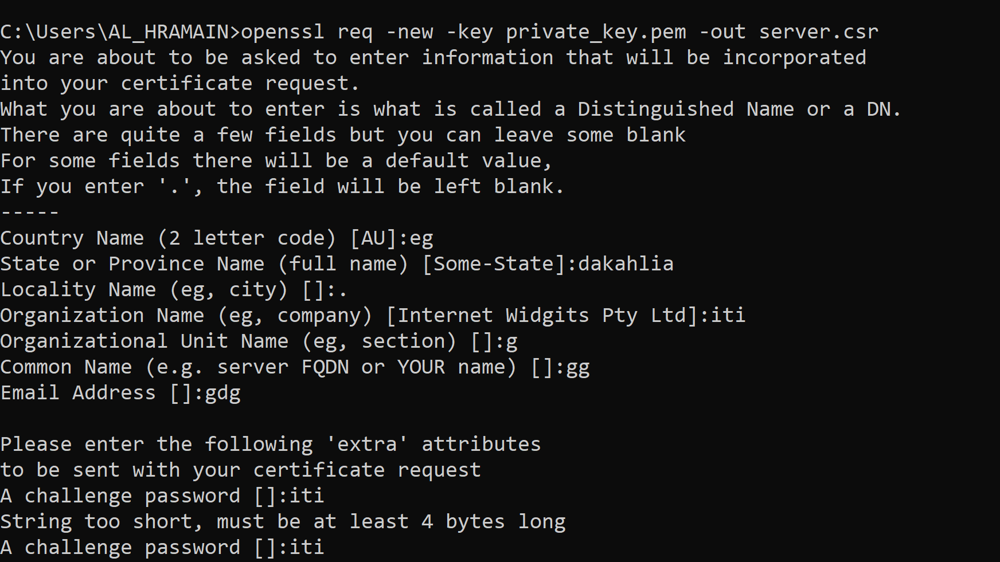 C:\Users\AL_HRAMAIN>openssl req -new -key private_key.pem -out server.csr
You are about to be asked to enter information that will be incorporated
into your certificate request.
What you are about to enter is what is called a Distinguished Name or a DN.
There are quite a few fields but you can leave some blank
For some fields there will be a default value,
If you enter '.', the field will be left blank.
-----
Country Name (2 letter code) [AU]:eg
State or Province Name (full name) [Some-State]:dakahlia
Locality Name (eg, city) []:.
Organization Name (eg, company) [Internet Widgits Pty Ltd]:iti
Organizational Unit Name (eg, section) []:g
Common Name (e.g. server FQDN or YOUR name) []:gg
Email Address []:gdg
Please enter the following 'extra' attributes
to be sent with your certificate request
A challenge password []:iti
String too short, must be at least 4 bytes long
A challenge password []:iti